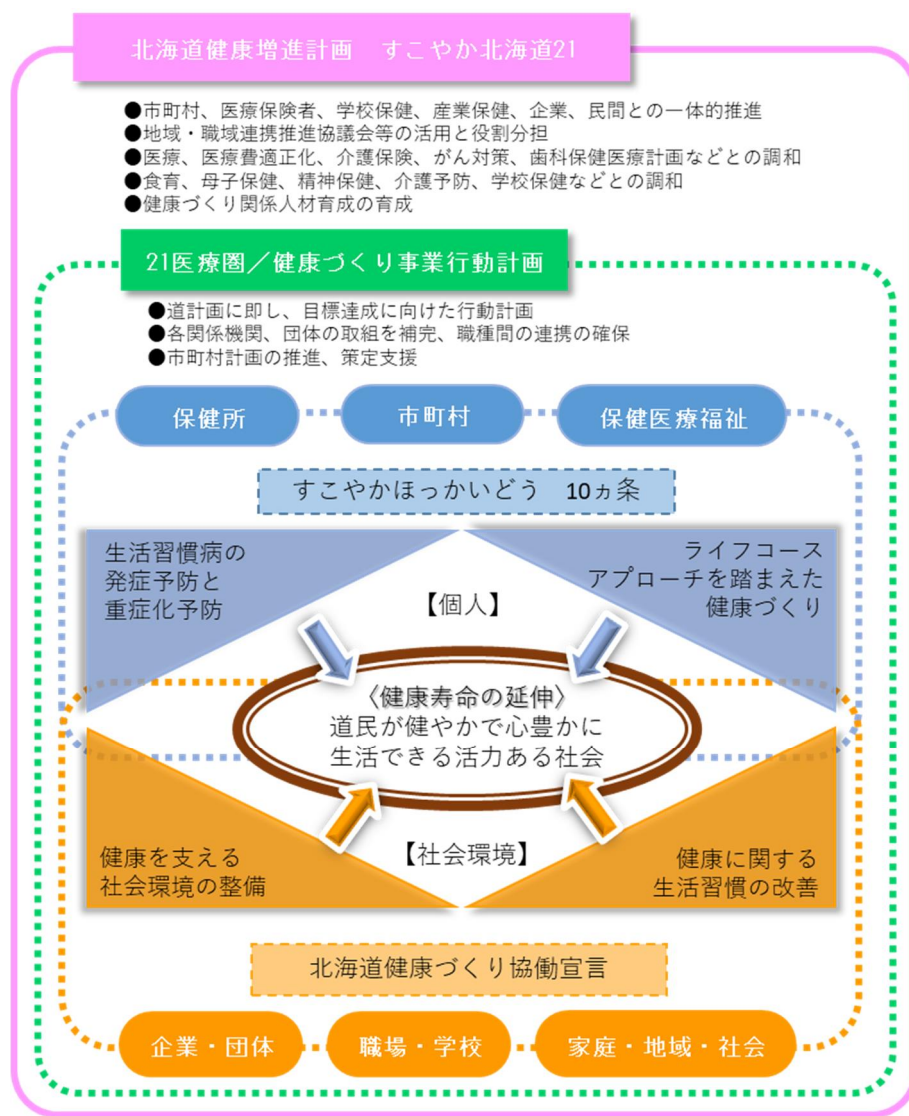 北海道健康増進計画　すこやか北海道21
●市町村、医療保険者、学校保健、産業保健、企業、民間との一体的推進
●地域・職域連携推進協議会等の活用と役割分担
●医療、医療費適正化、介護保険、がん対策、歯科保健医療計画などとの調和
●食育、母子保健、精神保健、介護予防、学校保健などとの調和
●健康づくり関係人材育成の育成
21医療圏／健康づくり事業行動計画
●道計画に即し、目標達成に向けた行動計画
●各関係機関、団体の取組を補完、職種間の連携の確保
●市町村計画の推進、策定支援
保健所
市町村
保健医療福祉
すこやかほっかいどう　10ヵ条
生活習慣病の
発症予防と
重症化予防
ライフコース
アプローチを踏まえた
健康づくり
【個人】
〈健康寿命の延伸〉
道民が健やかで心豊かに
生活できる活力ある社会
【社会環境】
健康を支える
社会環境の整備
健康に関する
生活習慣の改善
北海道健康づくり協働宣言
企業・団体
職場・学校
家庭・地域・社会